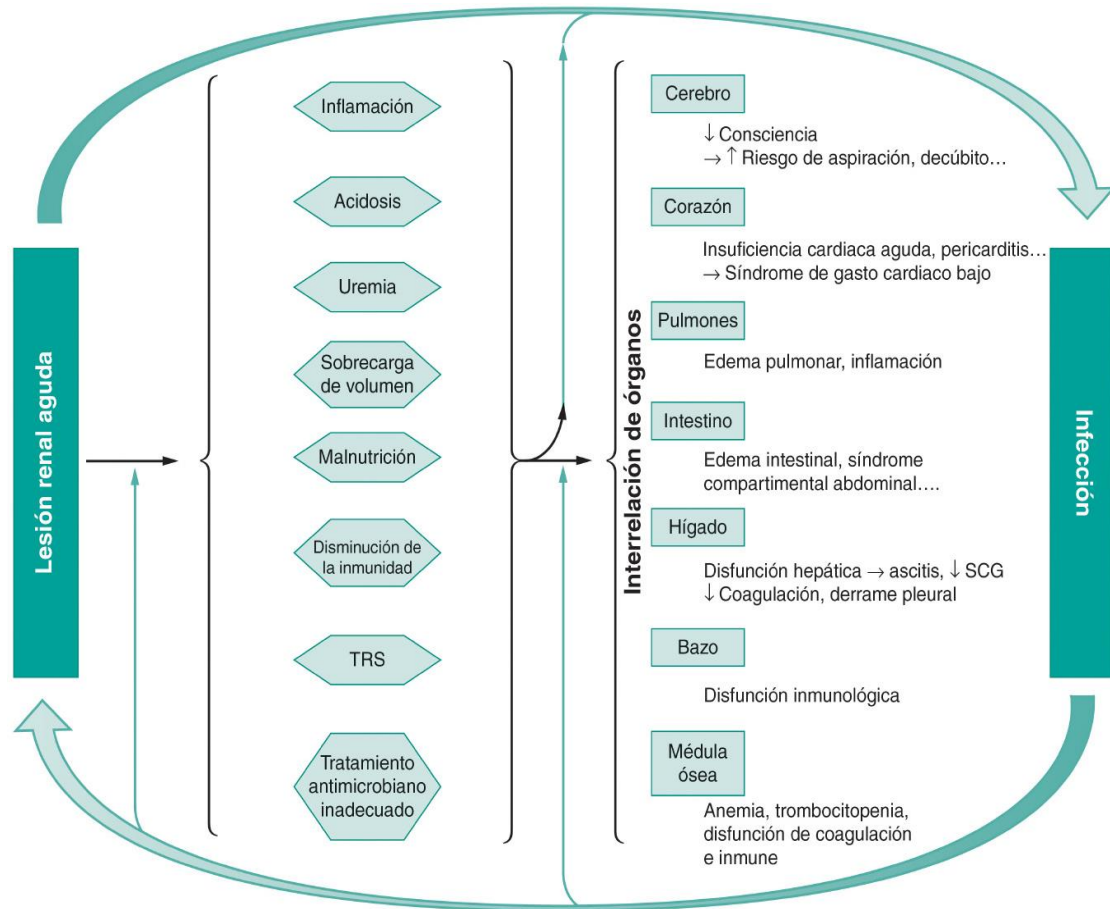 Lesión renal aguda
Inflamación
Acidosis
Uremia
Sobrecarga
de volumen
Malnutrición
Disminución de
la inmunidad
TRS
Tratamiento
antimicrobiano
inadecuado
Interrelación de órganos
Cerebro
↓ Consciencia
→ ↑ Riesgo de aspiración, decúbito…
Corazón
Insuficiencia cardiaca aguda, pericarditis…
→ Síndrome de gasto cardiaco bajo
Pulmones
Edema pulmonar, inflamación
Intestino
Edema intestinal, síndrome
compartimental abdominal….
Hígado
Disfunción hepática → ascitis, ↓ SCG
↓ Coagulación, derrame pleural
Bazo
Disfunción inmunológica
Médula
ósea
Anemia, trombocitopenia,
disfunción de coagulación
e inmune
Infección